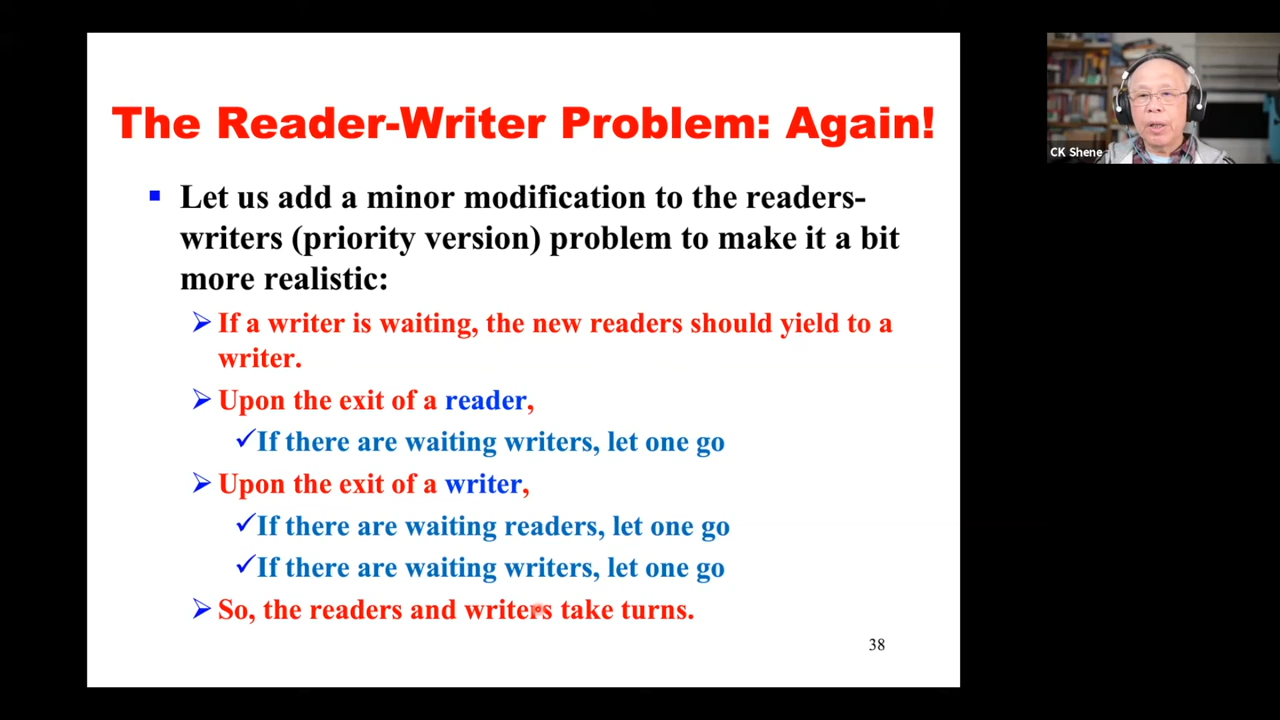 The Reader-Writer Problem: Again!
Let us add a minor modification to the readers-
writers (priority version) problem to make it a bit
more realistic:
If a writer is waiting, the new readers should yield to a
writer.
Upon the exit of a reader,
If there are waiting writers, let one go
Upon the exit of a writer,
If there are waiting readers, let one go
If there are waiting writers, let one go
So, the readers and writers take turns.
38
CK Shene